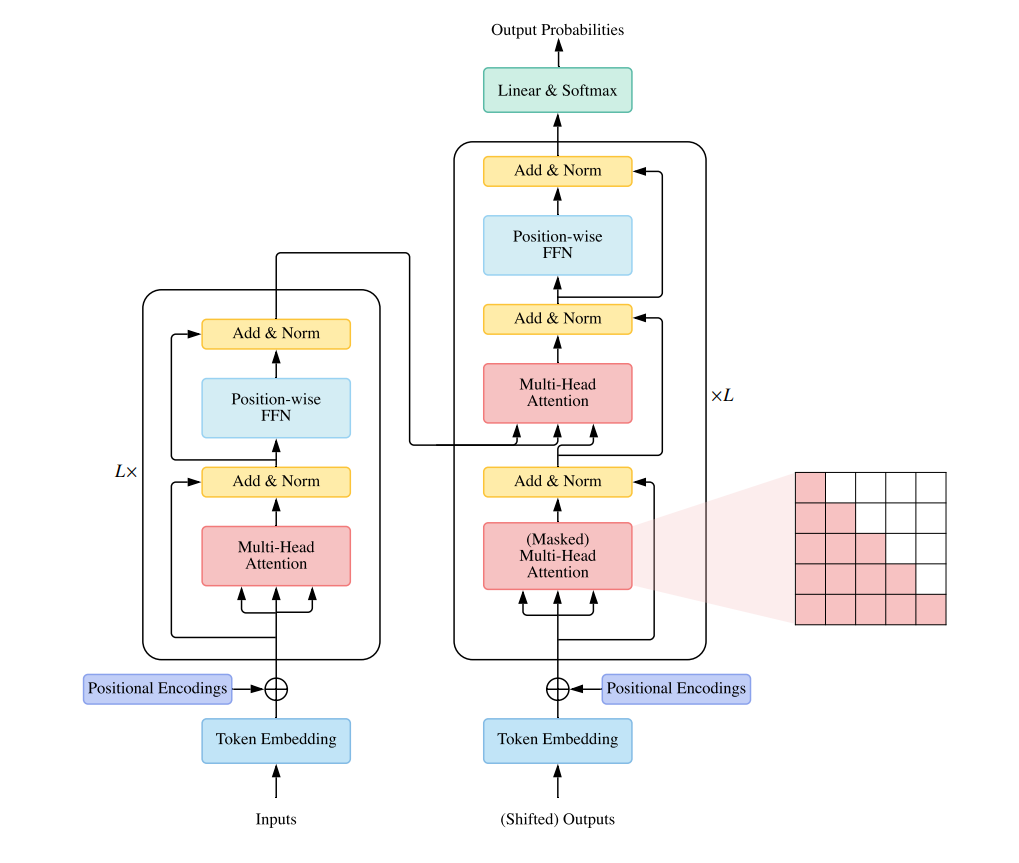 Output Probabilities
Linear & Softmax
Add & Norm
Position-wise
FFN
Add & Norm
Multi-Head
Attention
×L
Add & Norm
(Masked)
Multi-Head
Attention
Positional Encodings
Token Embedding
(Shifted) Outputs
Add & Norm
Position-wise
FFN
L×
Add & Norm
Multi-Head
Attention
Positional Encodings
Token Embedding
Inputs